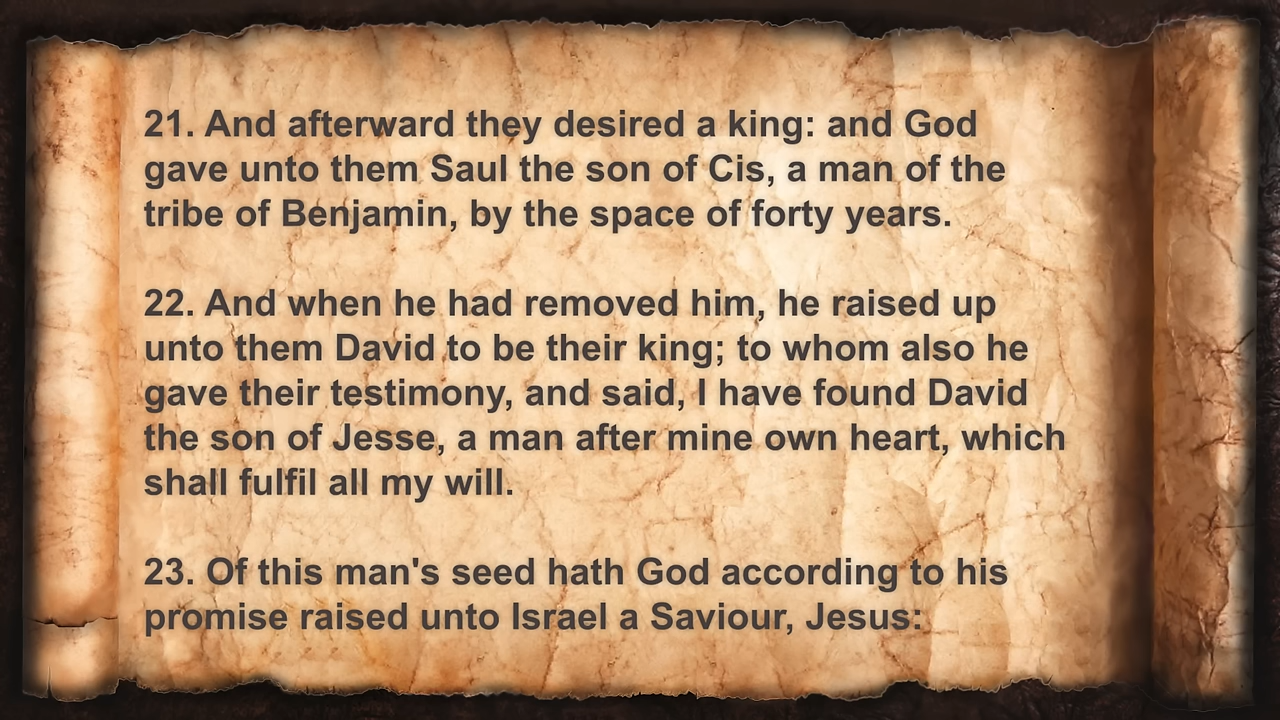 21. And afterward they desired a king: and God
gave unto them Saul the son of Cis, a man of the
tribe of Benjamin, by the space of forty years.
22. And when he had removed him, he raised up
unto them David to be their king; to whom also he
gave their testimony, and said, I have found David
the son of Jesse, a man after mine own heart, which
shall fulfil all my will.
23. Of this man's seed hath God according to his
promise raised unto Israel a Saviour, Jesus: